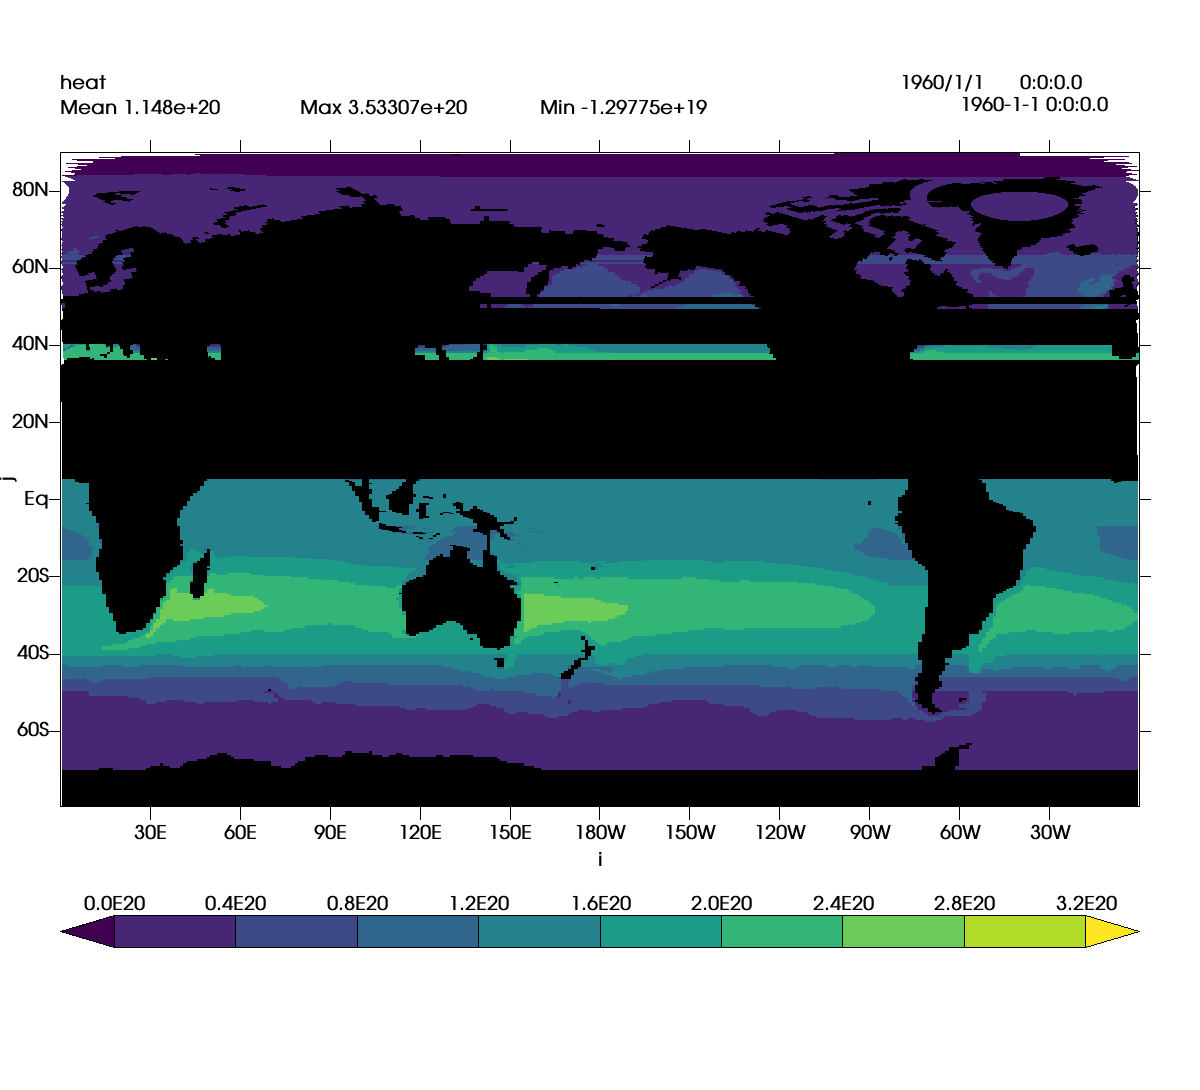 heat
1960/1/1 0:0:0.0
Mean 1.148e+20 Max 3.53307e+20 Min -1.29775e+19
1960-1-1 0:0:0.0
80N
60N
40N
20N
j
Eq
20S
40S
60S
30E 60E 90E 120E 150E 180W 150W 120W 90W 60W 30W
i
0.0E20 0.4E20 0.8E20 1.2E20 1.6E20 2.0E20 2.4E20 2.8E20 3.2E20